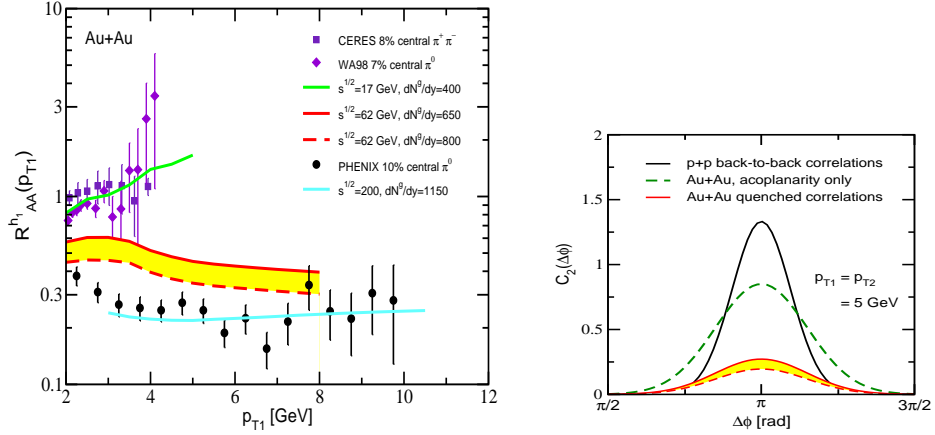 Au+Au
CERES 8% central π⁺ π⁻
WA98 7% central π⁰
s^1/2=17 GeV, dN^g/dy=400
s^1/2=62 GeV, dN^g/dy=650
s^1/2=62 GeV, dN^g/dy=800
PHENIX 10% central π⁰
s^1/2=200, dN^g/dy=1150
R^h₁_AA(p_T1)
10
3
1
0.3
0.1
2 4 6 8 10 12
p_T1 [GeV]
p+p back-to-back correlations
Au+Au, acoplanarity only
Au+Au quenched correlations
p_T1 = p_T2
= 5 GeV
C₂(Δϕ)
2
1.5
1
0.5
0
π/2 π 3π/2
Δϕ [rad]